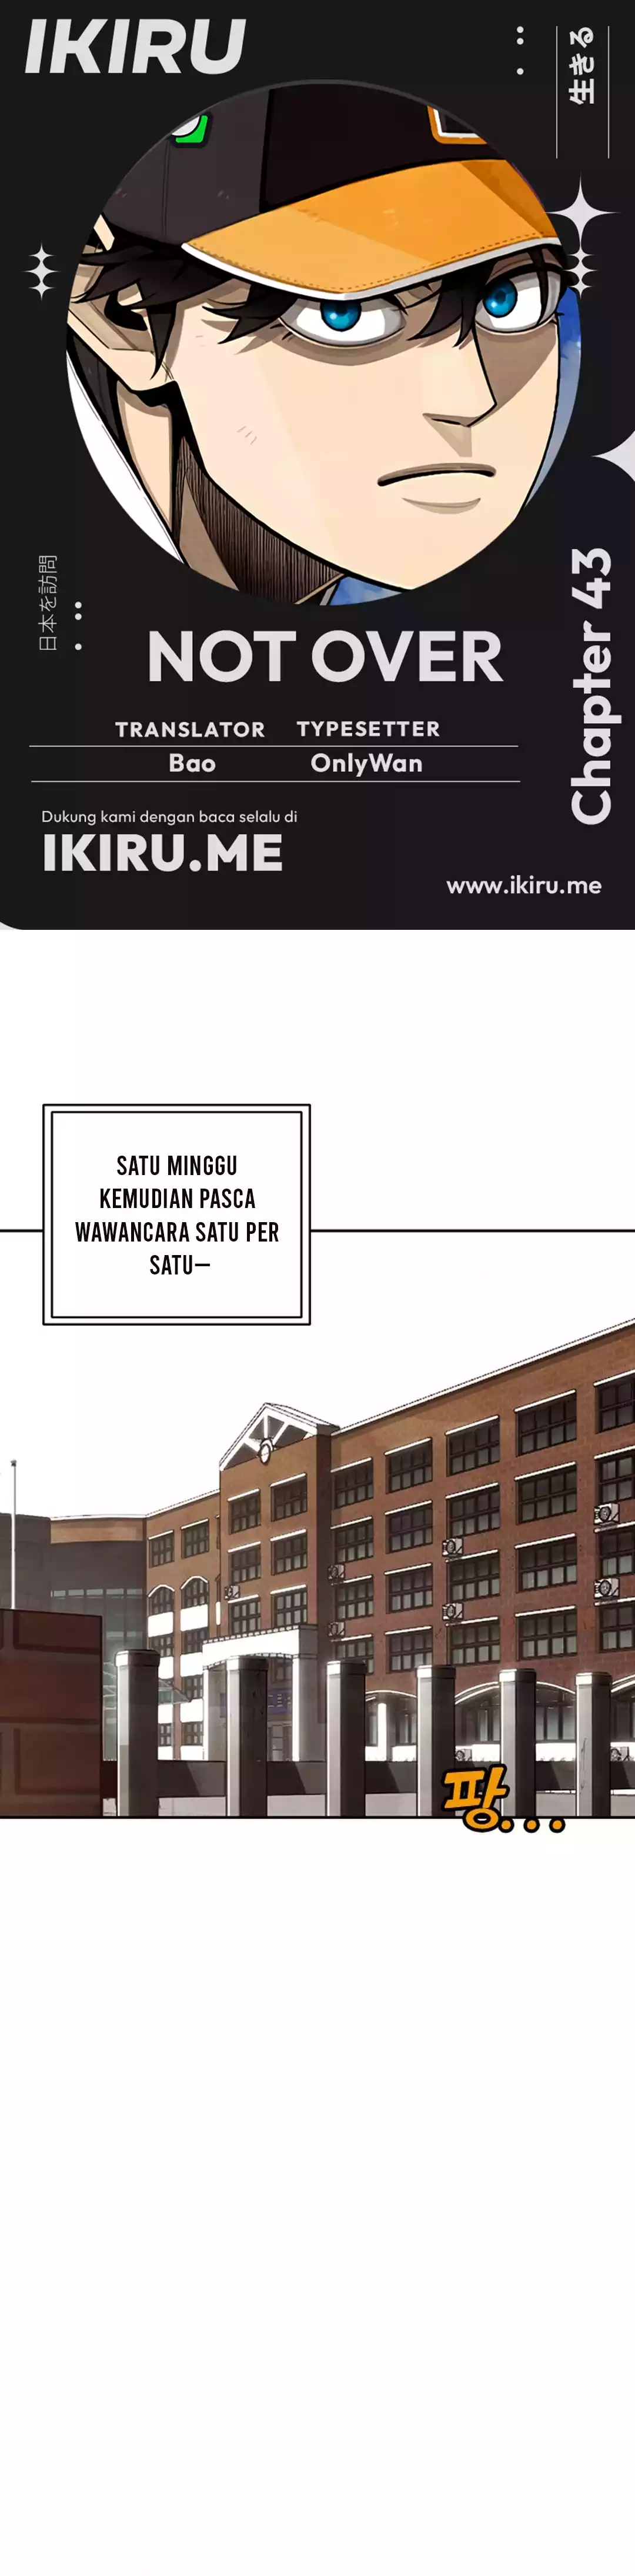 IKIRU
生きる
日本を訪問
NOT OVER
Chapter 43
TRANSLATOR TYPESETTER
Bao OnlyWan
Dukung kami dengan baca selalu di
IKIRU.ME
www.ikiru.me
SATU MINGGU
KEMUDIAN PASCA
WAWANCARA SATU PER
SATU—
팡...